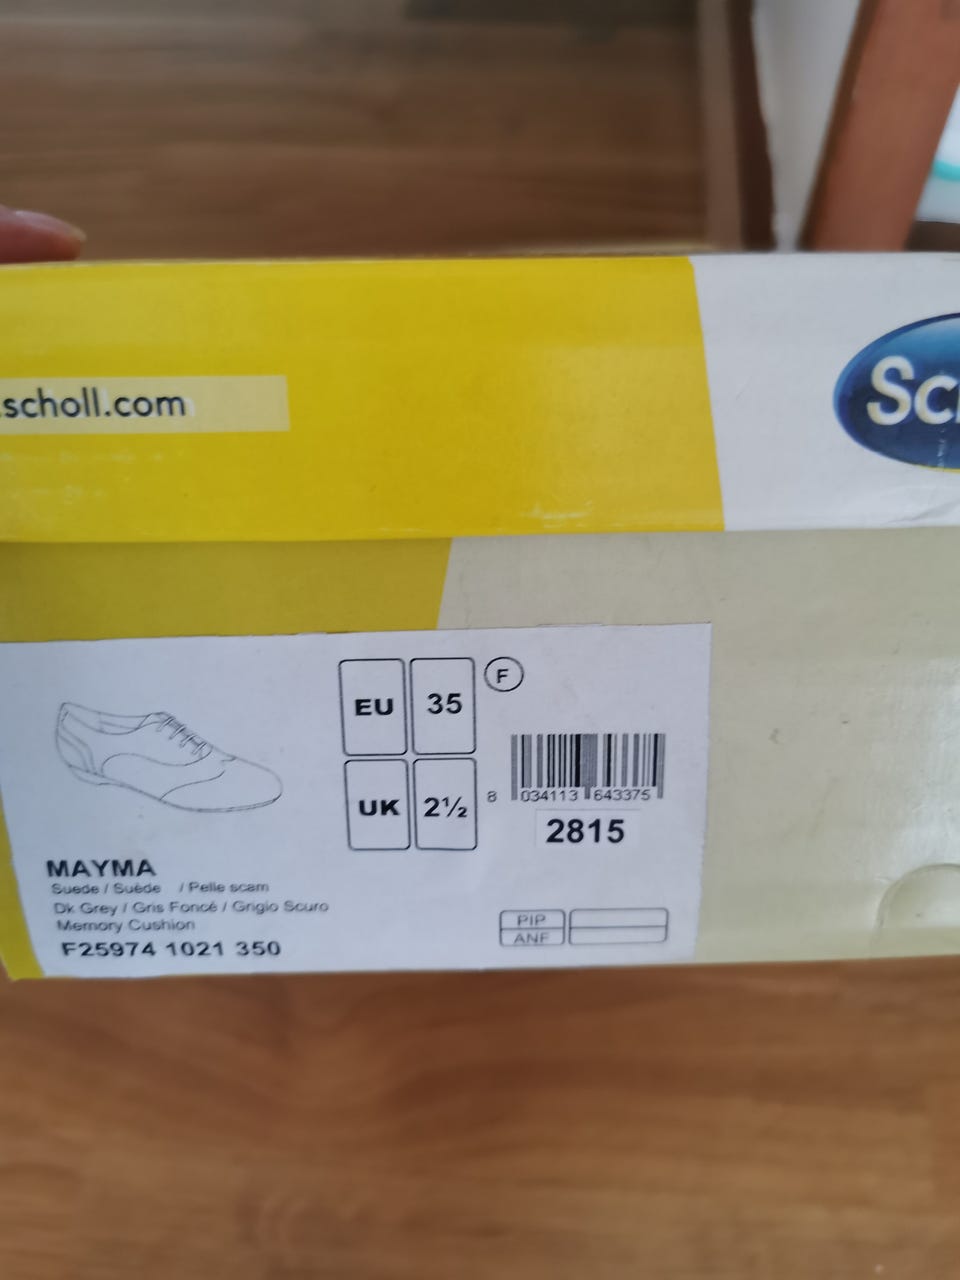 .scholl.com
Sc
EU 35 F
UK 2½
8 034113 643375
2815
MAYMA
Suede / Suède / Pelle scam
Dk Grey / Gris Foncé / Grigio Scuro
Memory Cushion
F25974 1021 350
PIP
ANF